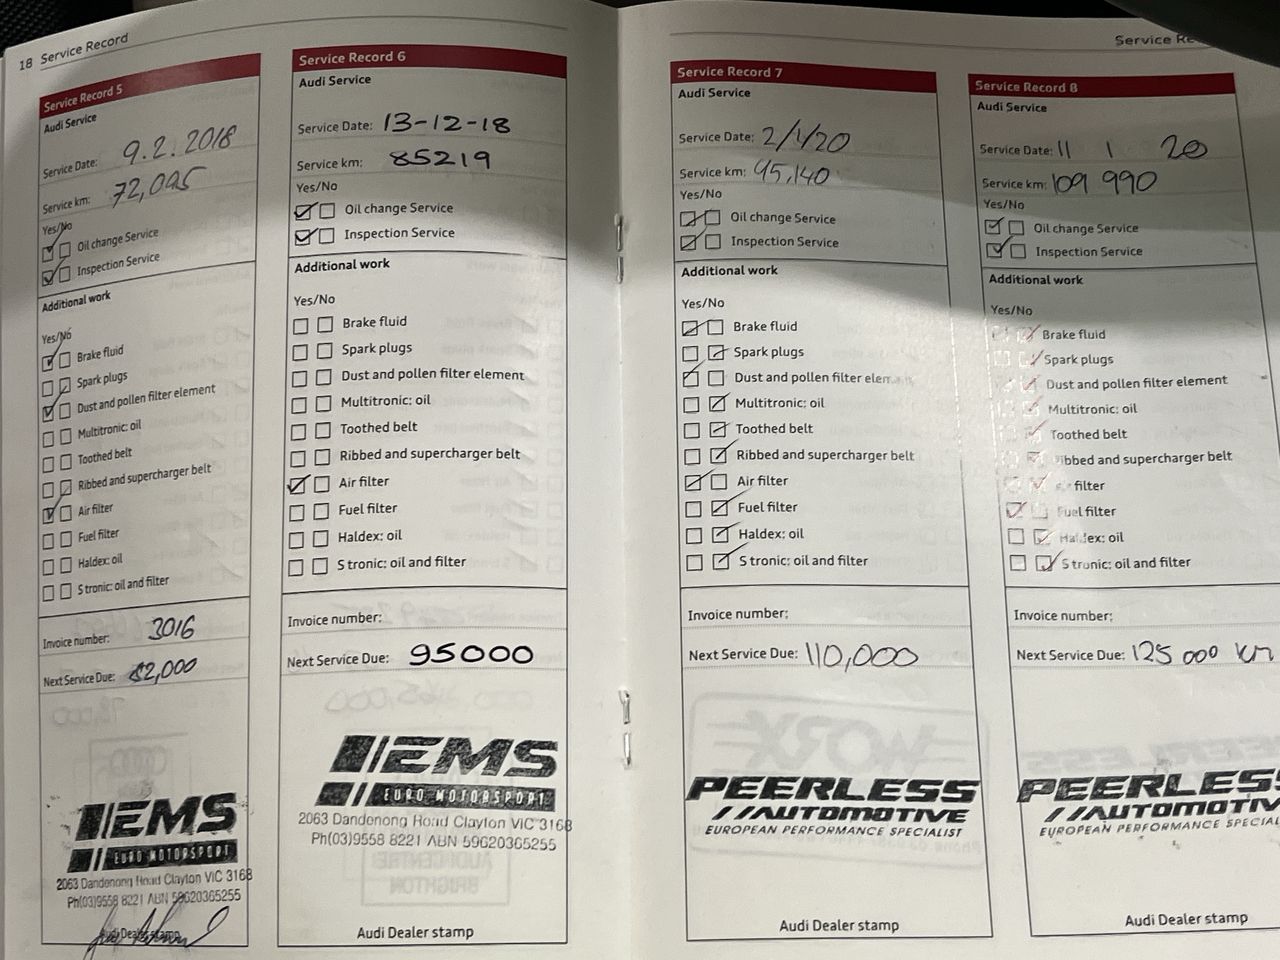 18 Service Record
Service Record 5
Audi Service
Service Date: 9.2.2018
Service km: 72,095
Yes/No
Oil change Service
Inspection Service
Additional work
Yes/No
Brake fluid
Spark plugs
Dust and pollen filter element
Multitronic: oil
Toothed belt
Ribbed and supercharger belt
Air filter
Fuel filter
Haldex: oil
S tronic: oil and filter
Invoice number: 3016
Next Service Due: 82,000
EMS
EURO MOTORSPORT
2063 Dandenong Road Clayton VIC 3168
Ph(03)9558 8221 ABN 59620365255
Audi Dealer stamp
Service Record 6
Audi Service
Service Date: 13-12-18
Service km: 85219
Yes/No
Oil change Service
Inspection Service
Additional work
Yes/No
Brake fluid
Spark plugs
Dust and pollen filter element
Multitronic: oil
Toothed belt
Ribbed and supercharger belt
Air filter
Fuel filter
Haldex: oil
S tronic: oil and filter
Invoice number:
Next Service Due: 95000
EMS
EURO MOTORSPORT
2063 Dandenong Road Clayton VIC 3168
Ph(03)9558 8221 ABN 59620365255
Audi Dealer stamp
Service
Service Record 7
Audi Service
Service Date: 2/1/20
Service km: 95,140
Yes/No
Oil change Service
Inspection Service
Additional work
Yes/No
Brake fluid
Spark plugs
Dust and pollen filter
Multitronic: oil
Toothed belt
Ribbed and supercharger belt
Air filter
Fuel filter
Haldex: oil
S tronic: oil and filter
Invoice number:
Next Service Due: 110,000
PEERLESS
//AUTOMOTIVE
EUROPEAN PERFORMANCE SPECIALIST
Audi Dealer stamp
Service Record 8
Audi Service
Service Date: 11 1 20
Service km: 109 990
Yes/No
Oil change Service
Inspection Service
Additional work
Yes/No
Brake fluid
Spark plugs
Dust and pollen filter element
Multitronic: oil
Toothed belt
Ribbed and supercharger belt
filter
Fuel filter
Haldex: oil
S tronic: oil and filter
Invoice number:
Next Service Due: 125 000 km
PEERLESS
//AUTOMOTIV
EUROPEAN PERFORMANCE SPECIAL
Audi Dealer stamp